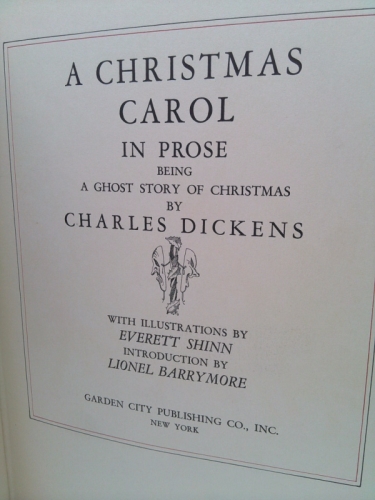 A CHRISTMAS
CAROL
IN PROSE
BEING
A GHOST STORY OF CHRISTMAS
BY
CHARLES DICKENS
WITH ILLUSTRATIONS BY
EVERETT SHINN
INTRODUCTION BY
LIONEL BARRYMORE
GARDEN CITY PUBLISHING CO., INC.
NEW YORK